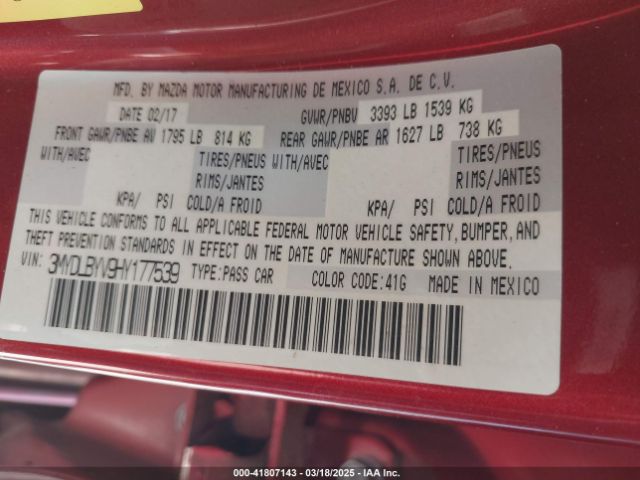 MFD. BY MAZDA MOTOR MANUFACTURING DE MEXICO S.A. DE C.V.
DATE 02/17 GVWR/PNBV 3393 LB 1539 KG
FRONT GAWR/PNBE AV 1795 LB 814 KG REAR GAWR/PNBE AR 1627 LB 738 KG
WITH/AVEC TIRES/PNEUS WITH/AVEC TIRES/PNEUS
RIMS/JANTES RIMS/JANTES
KPA/ PSI COLD/A FROID KPA/ PSI COLD/A FROID
THIS VEHICLE CONFORMS TO ALL APPLICABLE FEDERAL MOTOR VEHICLE SAFETY, BUMPER, AND
THEFT PREVENTION STANDARDS IN EFFECT ON THE DATE OF MANUFACTURE SHOWN ABOVE.
VIN: 3MYDLBYV9HY177539 TYPE:PASS CAR COLOR CODE:41G MADE IN MEXICO
000-41807143 — 03/18/2025 — IAA Inc.